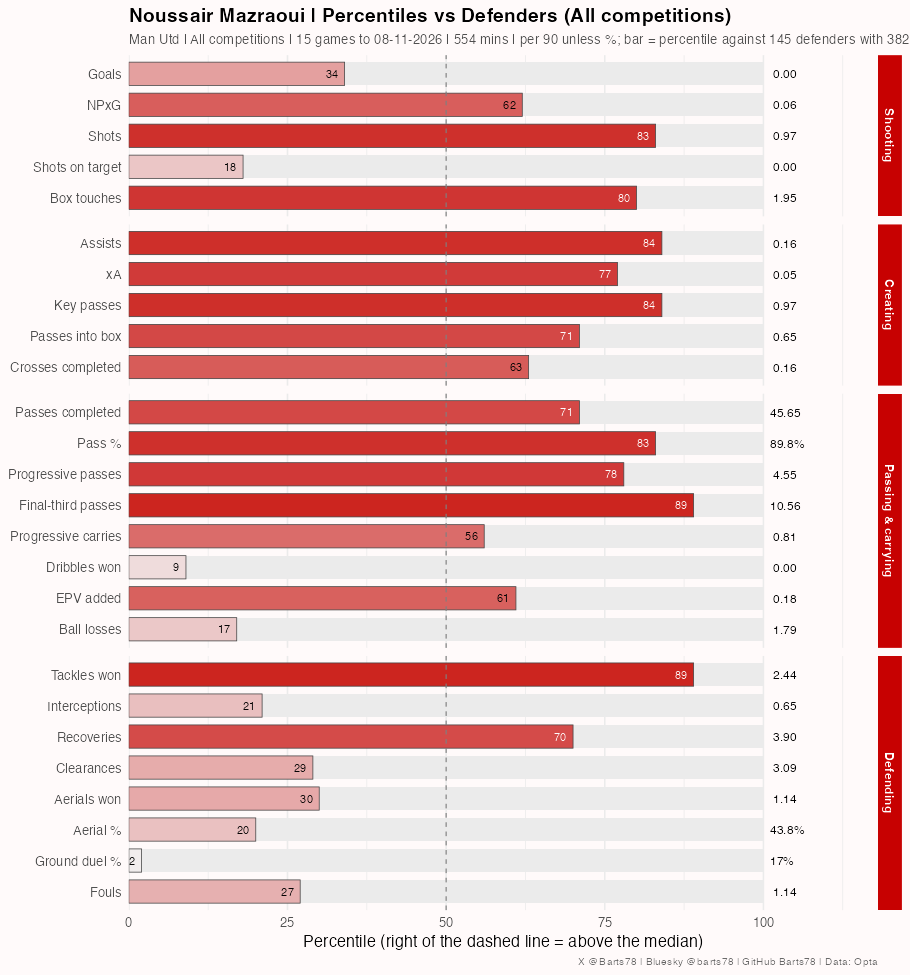 Noussair Mazraoui | Percentiles vs Defenders (All competitions)
Man Utd | All competitions | 15 games to 08-11-2026 | 554 mins | per 90 unless %; bar = percentile against 145 defenders with 382
Goals 34 0.00
NPxG 62 0.06
Shots 83 0.97
Shots on target 18 0.00
Box touches 80 1.95
Shooting
Assists 84 0.16
xA 77 0.05
Key passes 84 0.97
Passes into box 71 0.65
Crosses completed 63 0.16
Creating
Passes completed 71 45.65
Pass % 83 89.8%
Progressive passes 78 4.55
Final-third passes 89 10.56
Progressive carries 56 0.81
Dribbles won 9 0.00
EPV added 61 0.18
Ball losses 17 1.79
Passing & carrying
Tackles won 89 2.44
Interceptions 21 0.65
Recoveries 70 3.90
Clearances 29 3.09
Aerials won 30 1.14
Aerial % 20 43.8%
Ground duel % 2 17%
Fouls 27 1.14
Defending
0 25 50 75 100
Percentile (right of the dashed line = above the median)
X @Barts78 | Bluesky @barts78 | GitHub Barts78 | Data: Opta